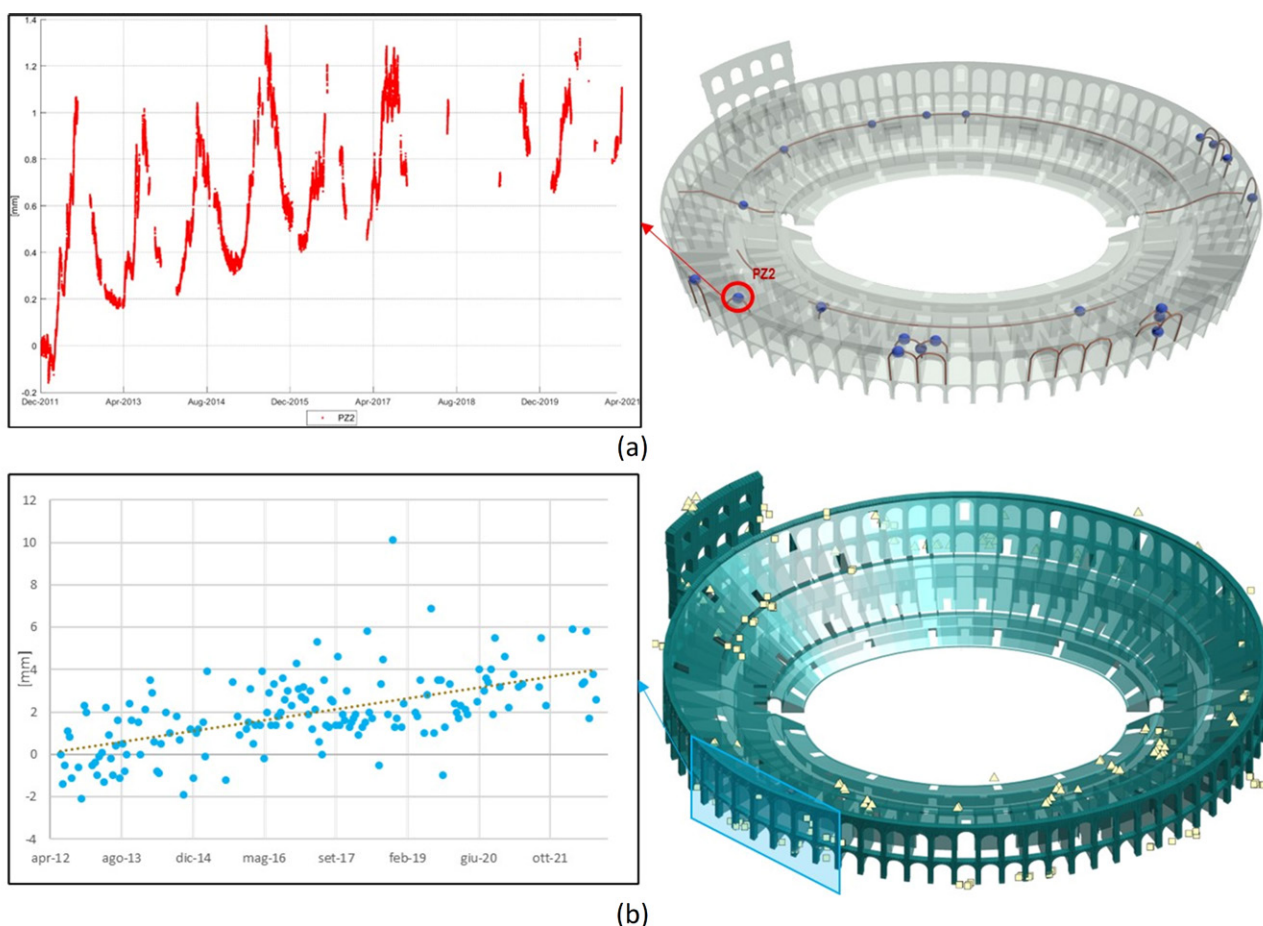 1.4
1.2
1
0.8
0.6
0.4
0.2
0
-0.2
[mm]
Dec-2011 Apr-2013 Aug-2014 Dec-2015 Apr-2017 Aug-2018 Dec-2019 Apr-2021
PZ2
PZ2
(a)
12
10
8
6
4
2
0
-2
-4
[mm]
apr-12 ago-13 dic-14 mag-16 set-17 feb-19 giu-20 ott-21
(b)